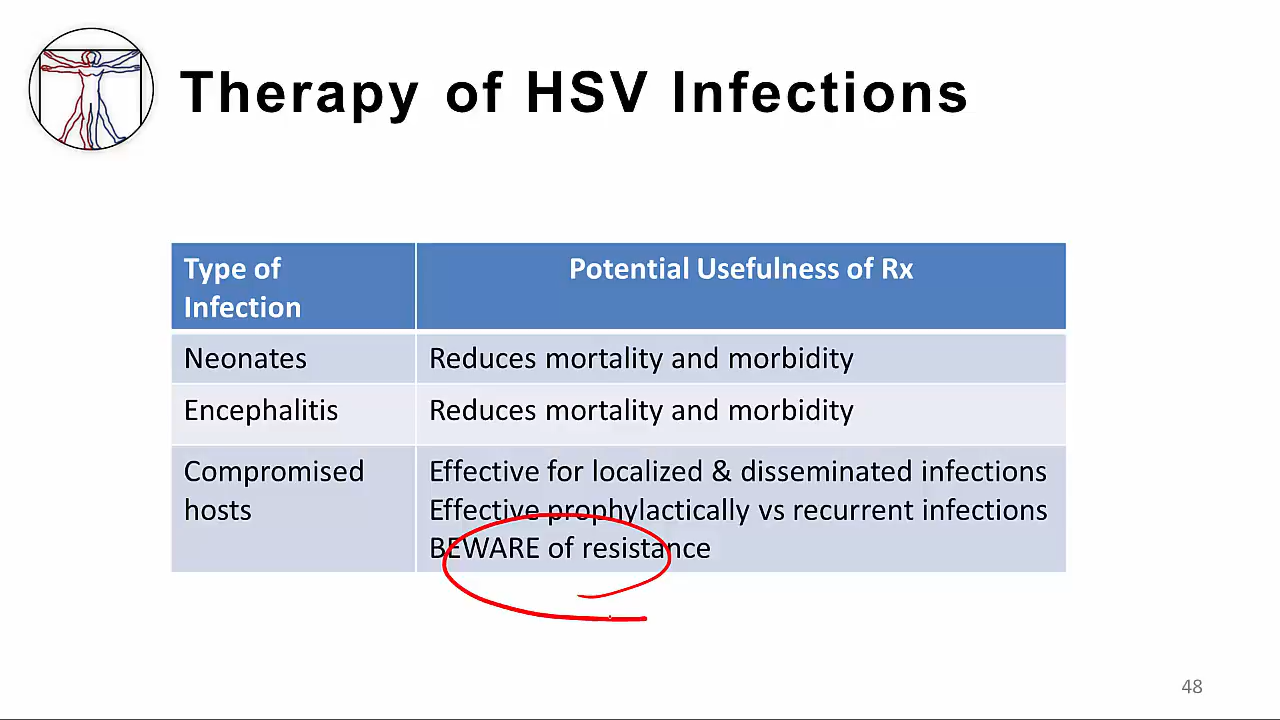 Therapy of HSV Infections
Type of
Infection
Potential Usefulness of Rx
Neonates
Reduces mortality and morbidity
Encephalitis
Reduces mortality and morbidity
Compromised
hosts
Effective for localized & disseminated infections
Effective prophylactically vs recurrent infections
BEWARE of resistance
48